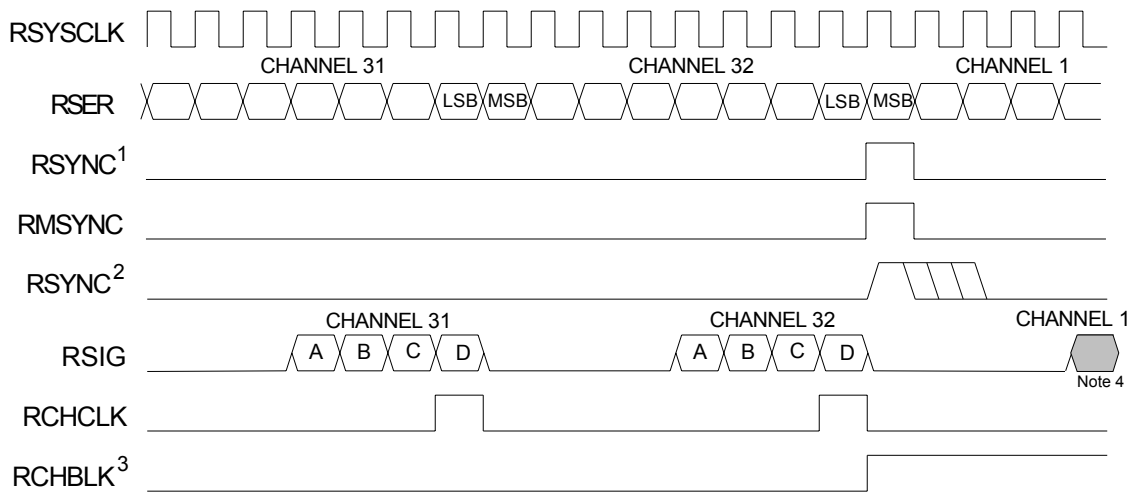 RSYSCLK
CHANNEL 31 CHANNEL 32 CHANNEL 1
RSER LSB MSB LSB MSB
RSYNC¹
RMSYNC
RSYNC²
CHANNEL 31 CHANNEL 32 CHANNEL 1
RSIG A B C D A B C D
Note 4
RCHCLK
RCHBLK³